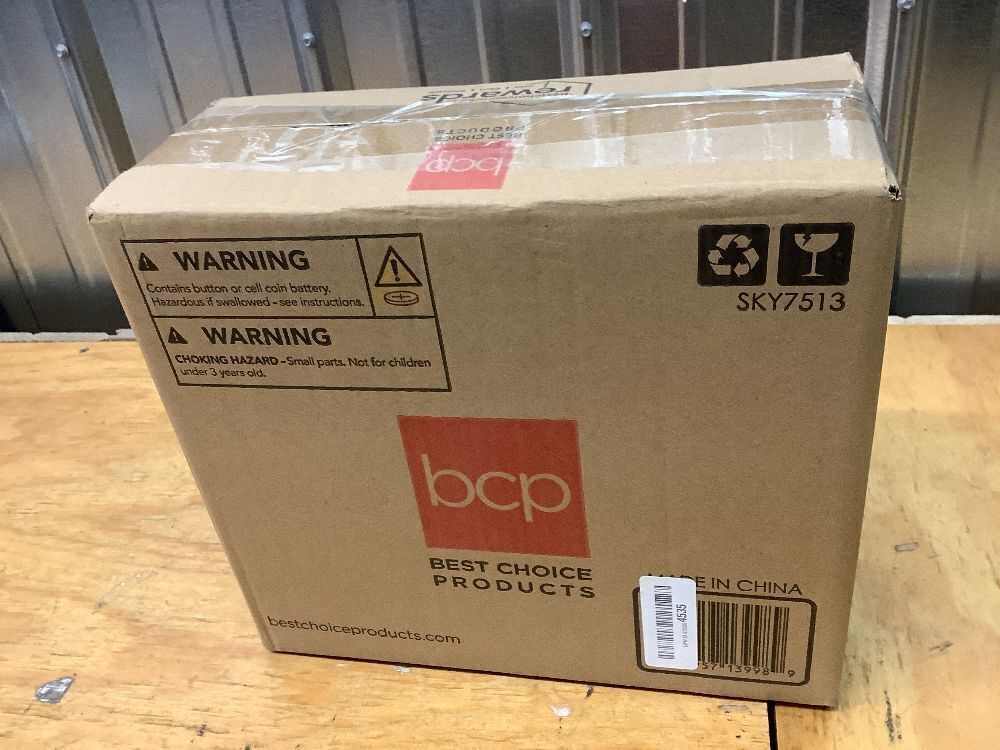 rewards
BEST CHOICE
PRODUCTS
bcp
WARNING
Contains button or cell coin battery.
Hazardous if swallowed - see instructions.
WARNING
CHOKING HAZARD - Small parts. Not for children
under 3 years old.
SKY7513
bcp
BEST CHOICE
PRODUCTS
bestchoiceproducts.com
MADE IN CHINA
4535
57 13998 9